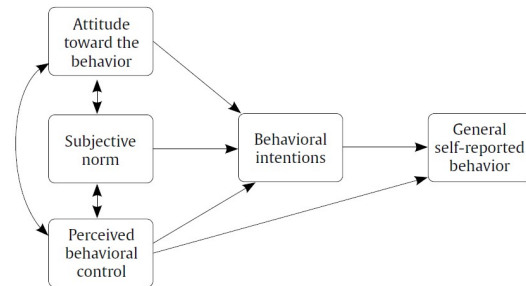 Attitude
toward the
behavior
Subjective
norm
Perceived
behavioral
control
Behavioral
intentions
General
self-reported
behavior